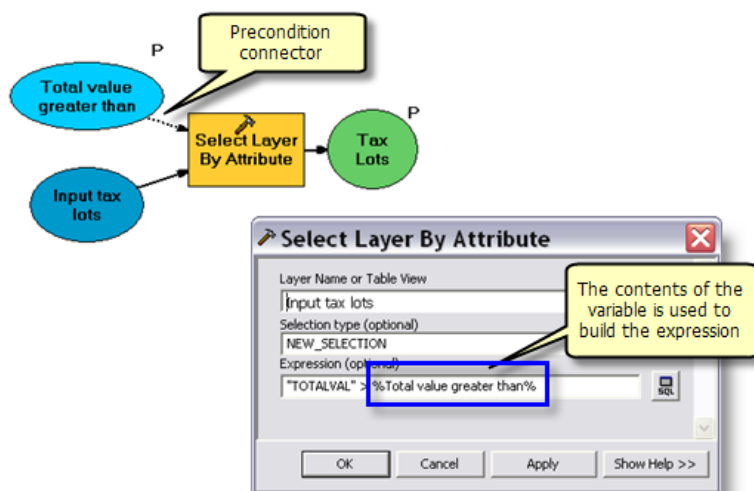 Precondition
connector
P
Total value
greater than
Select Layer
By Attribute
P
Tax
Lots
Input tax
lots
Select Layer By Attribute
Layer Name or Table View
Input tax lots
The contents of the
variable is used to
build the expression
Selection type (optional)
NEW_SELECTION
Expression (optional)
"TOTALVAL" > %Total value greater than%
SQL
OK
Cancel
Apply
Show Help >>